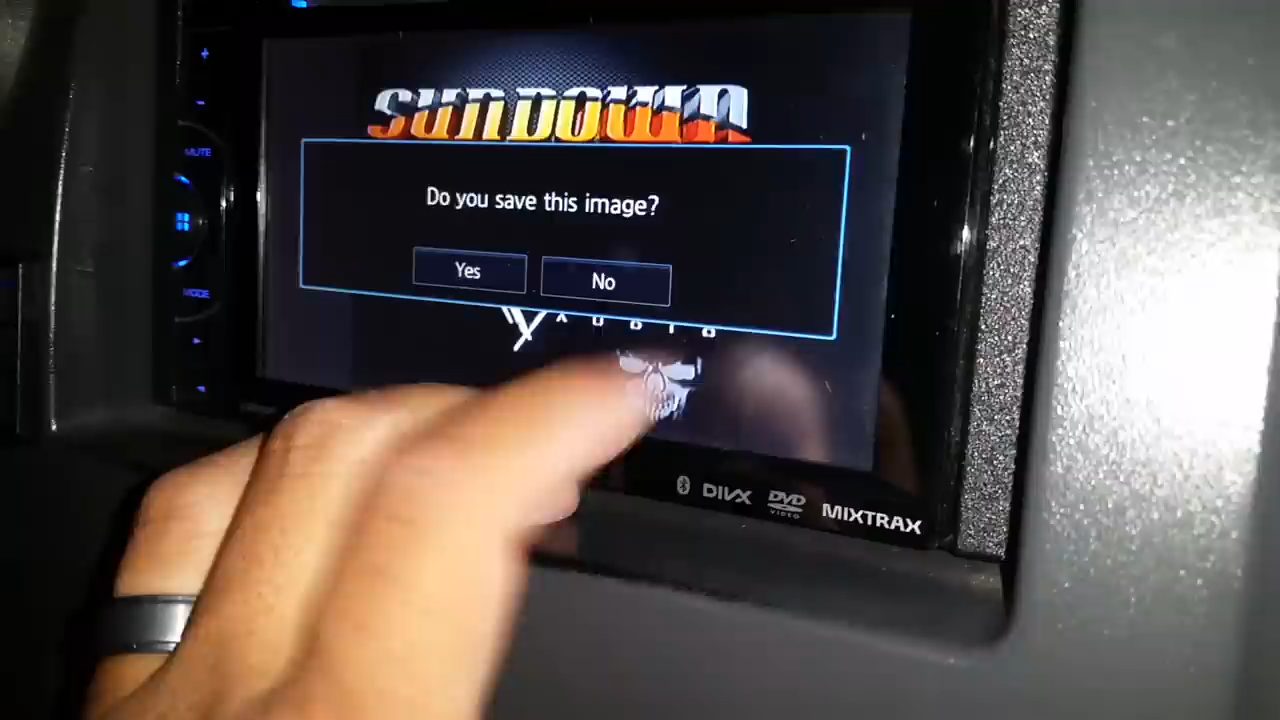 +
-
MUTE
MODE
SUNDOWN
Do you save this image?
Yes
No
AUDIO
DIVX
DVD
VIDEO
MIXTRAX